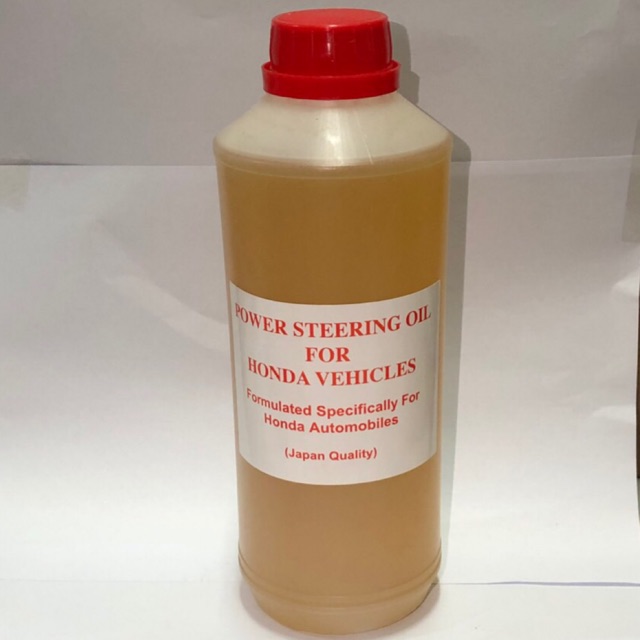 POWER STEERING OIL
FOR
HONDA VEHICLES
Formulated Specifically For
Honda Automobiles
(Japan Quality)